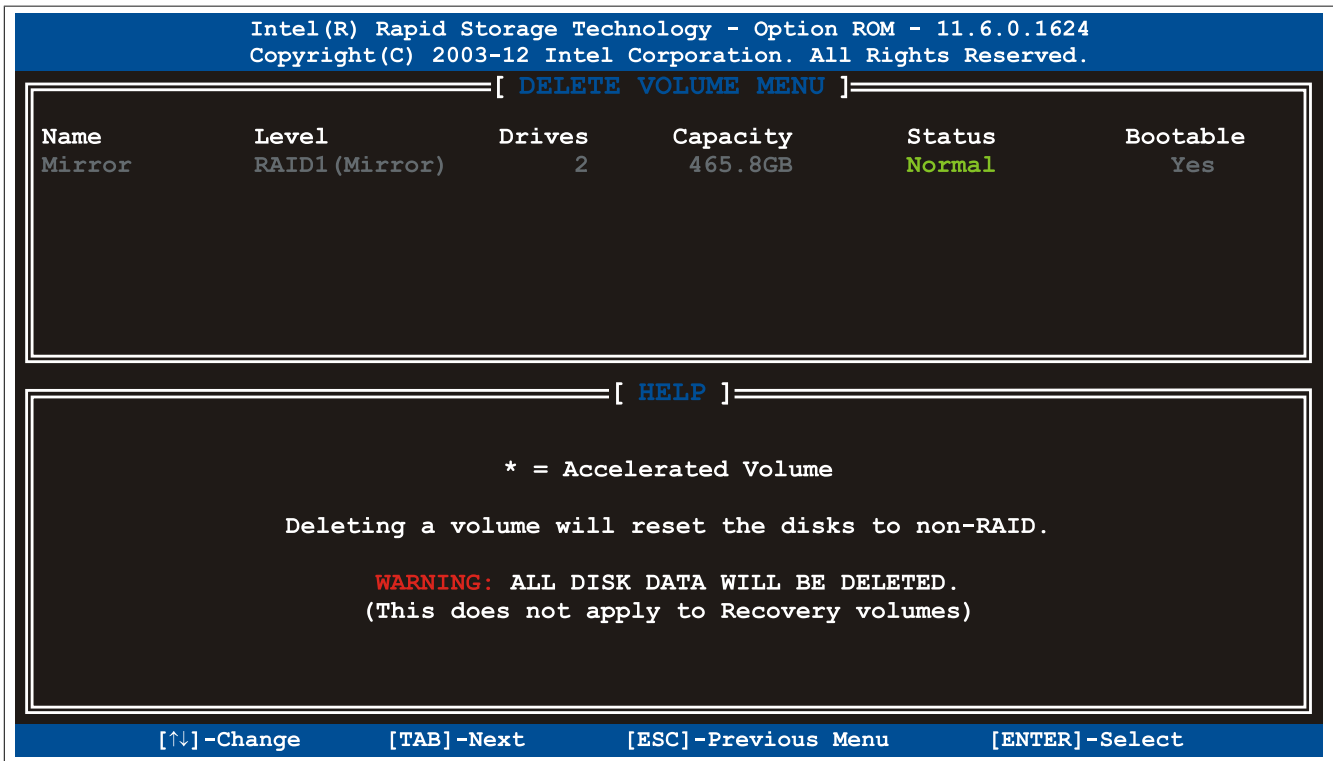 Intel(R) Rapid Storage Technology - Option ROM - 11.6.0.1624
Copyright(C) 2003-12 Intel Corporation. All Rights Reserved.
[ DELETE VOLUME MENU ]
Name Level Drives Capacity Status Bootable
Mirror RAID1(Mirror) 2 465.8GB Normal Yes
[ HELP ]
* = Accelerated Volume
Deleting a volume will reset the disks to non-RAID.
WARNING: ALL DISK DATA WILL BE DELETED.
(This does not apply to Recovery volumes)
[↑↓]-Change [TAB]-Next [ESC]-Previous Menu [ENTER]-Select